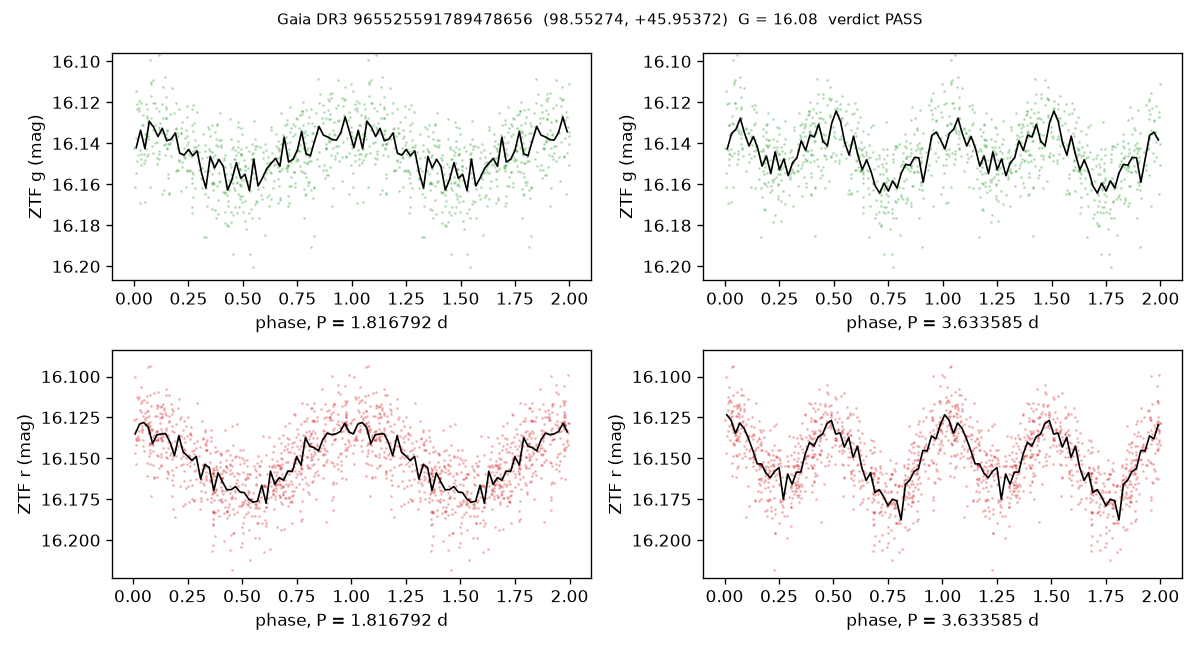 Gaia DR3 965525591789478656  (98.55274, +45.95372)  G = 16.08  verdict PASS
ZTF g (mag)
16.10
16.12
16.14
16.16
16.18
16.20
0.00 0.25 0.50 0.75 1.00 1.25 1.50 1.75 2.00
phase, P = 1.816792 d
ZTF g (mag)
16.10
16.12
16.14
16.16
16.18
16.20
0.00 0.25 0.50 0.75 1.00 1.25 1.50 1.75 2.00
phase, P = 3.633585 d
ZTF r (mag)
16.100
16.125
16.150
16.175
16.200
0.00 0.25 0.50 0.75 1.00 1.25 1.50 1.75 2.00
phase, P = 1.816792 d
ZTF r (mag)
16.100
16.125
16.150
16.175
16.200
0.00 0.25 0.50 0.75 1.00 1.25 1.50 1.75 2.00
phase, P = 3.633585 d